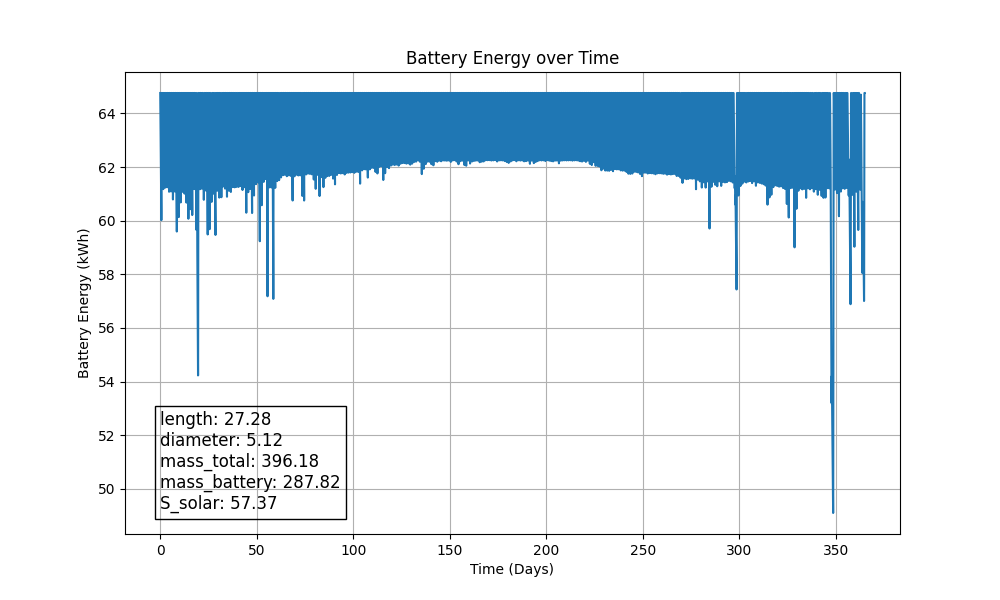 Battery Energy over Time
Battery Energy (kWh)
64
62
60
58
56
54
52
50
length: 27.28
diameter: 5.12
mass_total: 396.18
mass_battery: 287.82
S_solar: 57.37
0 50 100 150 200 250 300 350
Time (Days)